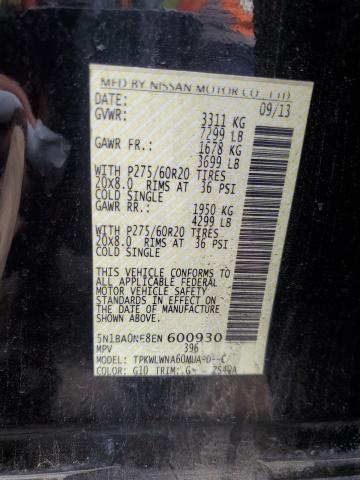 MFD BY NISSAN MOTOR CO., LTD
DATE: 09/13
GVWR: 3311 KG
7299 LB
GAWR FR.: 1678 KG
3699 LB
WITH P275/60R20 TIRES
20X8.0 RIMS AT 36 PSI
COLD SINGLE
GAWR RR.: 1950 KG
4299 LB
WITH P275/60R20 TIRES
20X8.0 RIMS AT 36 PSI
COLD SINGLE
THIS VEHICLE CONFORMS TO
ALL APPLICABLE FEDERAL
MOTOR VEHICLE SAFETY
STANDARDS IN EFFECT ON
THE DATE OF MANUFACTURE
SHOWN ABOVE.
600930
MPV 396
MODEL:
COLOR: G10 TRIM: